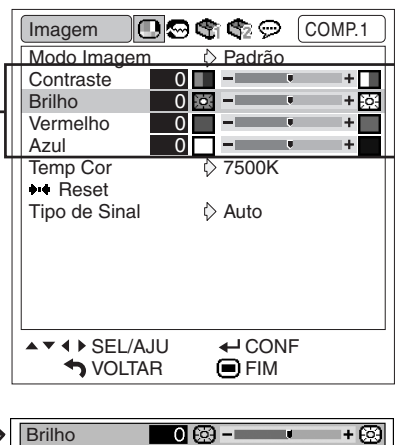 Imagem COMP.1
Modo Imagem Padrão
Contraste 0 - +
Brilho 0 - +
Vermelho 0 - +
Azul 0 - +
Temp Cor 7500K
Reset
Tipo de Sinal Auto
SEL/AJU CONF
VOLTAR FIM
Brilho 0 - +